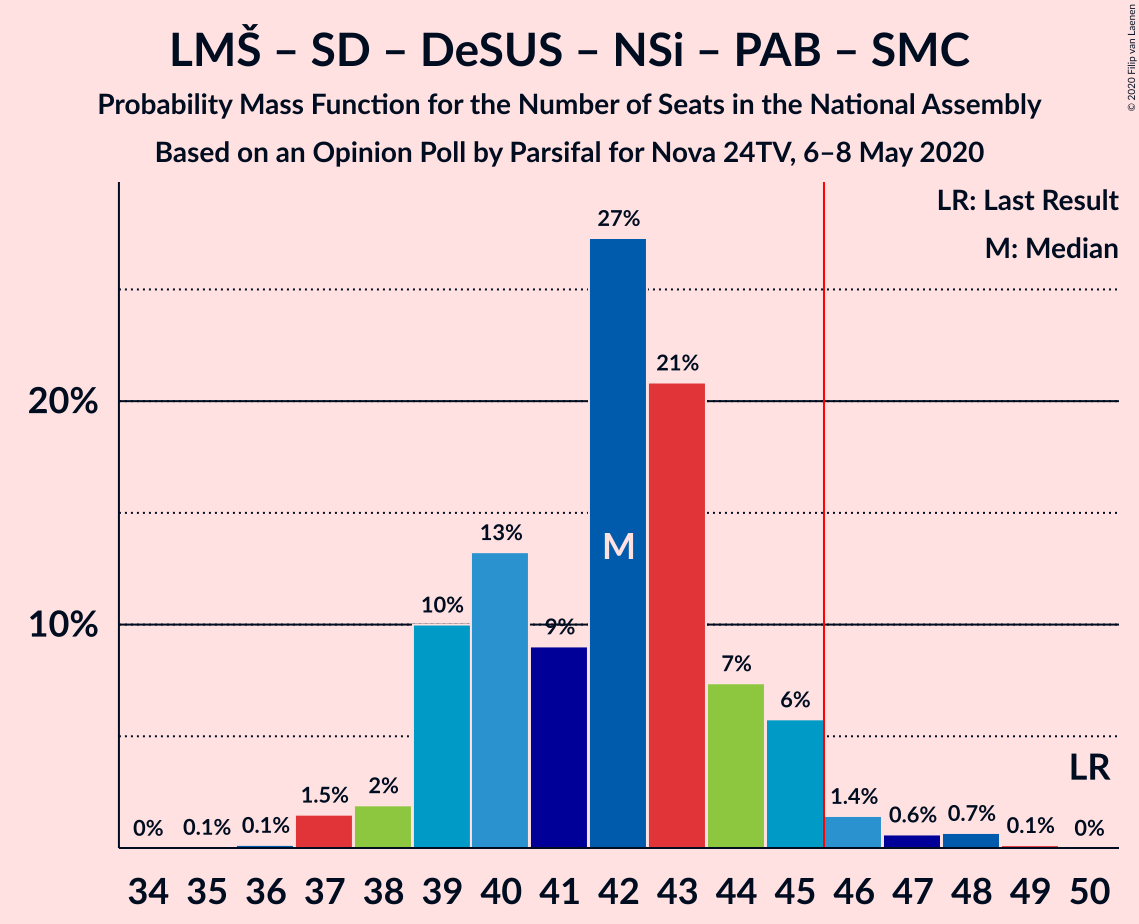 LMŠ – SD – DeSUS – NSi – PAB – SMC
Probability Mass Function for the Number of Seats in the National Assembly
Based on an Opinion Poll by Parsifal for Nova 24TV, 6–8 May 2020
© 2020 Filip van Laenen
LR: Last Result
M: Median
20%
10%
0%
0.1%
0.1%
1.5%
2%
10%
13%
9%
27%
21%
7%
6%
1.4%
0.6%
0.7%
0.1%
0%
M
LR
34 35 36 37 38 39 40 41 42 43 44 45 46 47 48 49 50